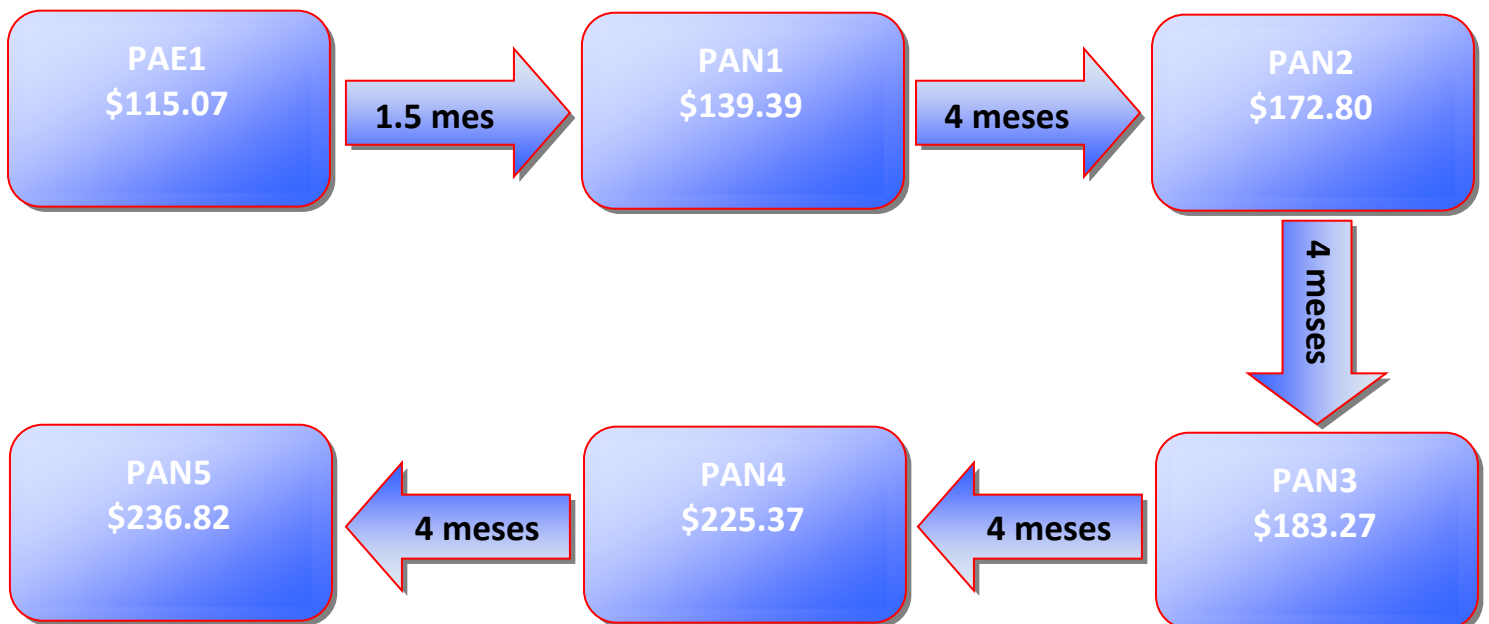 PAE1
$115.07
1.5 mes
PAN1
$139.39
4 meses
PAN2
$172.80
4 meses
PAN3
$183.27
4 meses
PAN4
$225.37
4 meses
PAN5
$236.82